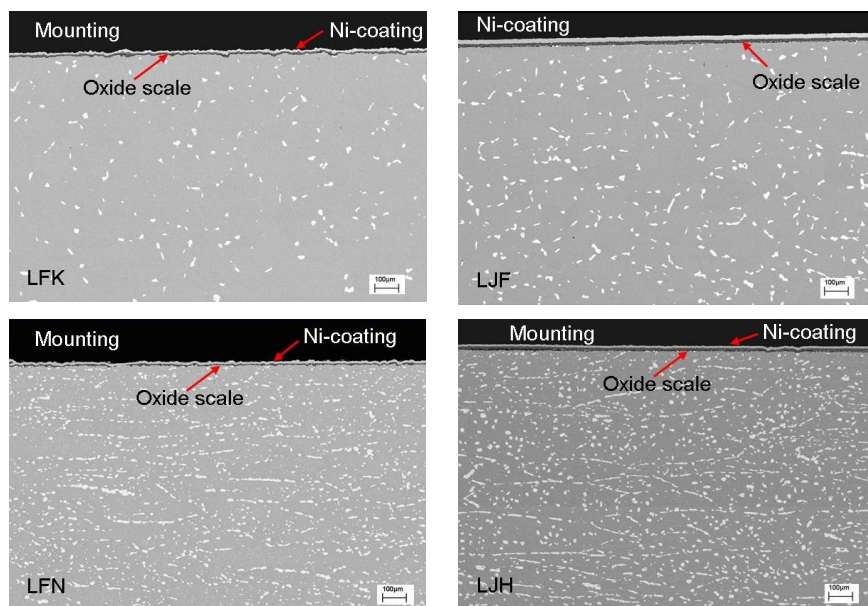 Mounting
Ni-coating
Oxide scale
LFK
100µm
Ni-coating
Oxide scale
LJF
100µm
Mounting
Ni-coating
Oxide scale
LFN
100µm
Mounting
Ni-coating
Oxide scale
LJH
100µm